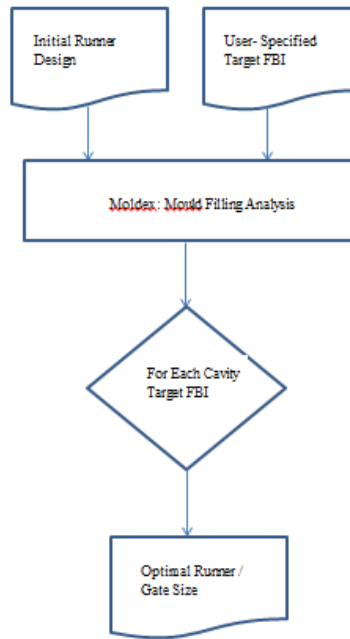 Initial Runner
Design
User- Specified
Target FBI
Moldex : Mould Filling Analysis
For Each Cavity
Target FBI
Optimal Runner /
Gate Size